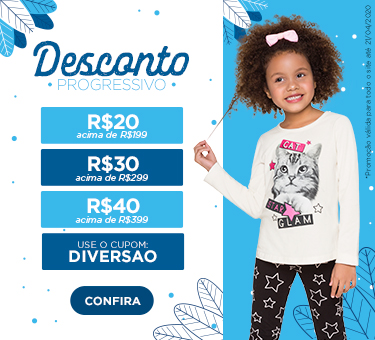 Desconto
• PROGRESSIVO •
R$20
acima de R$199
R$30
acima de R$299
R$40
acima de R$399
USE O CUPOM:
DIVERSAO
CONFIRA
CAT
STAR
GLAM
*Promoção válida para todo o site até 21/04/2020